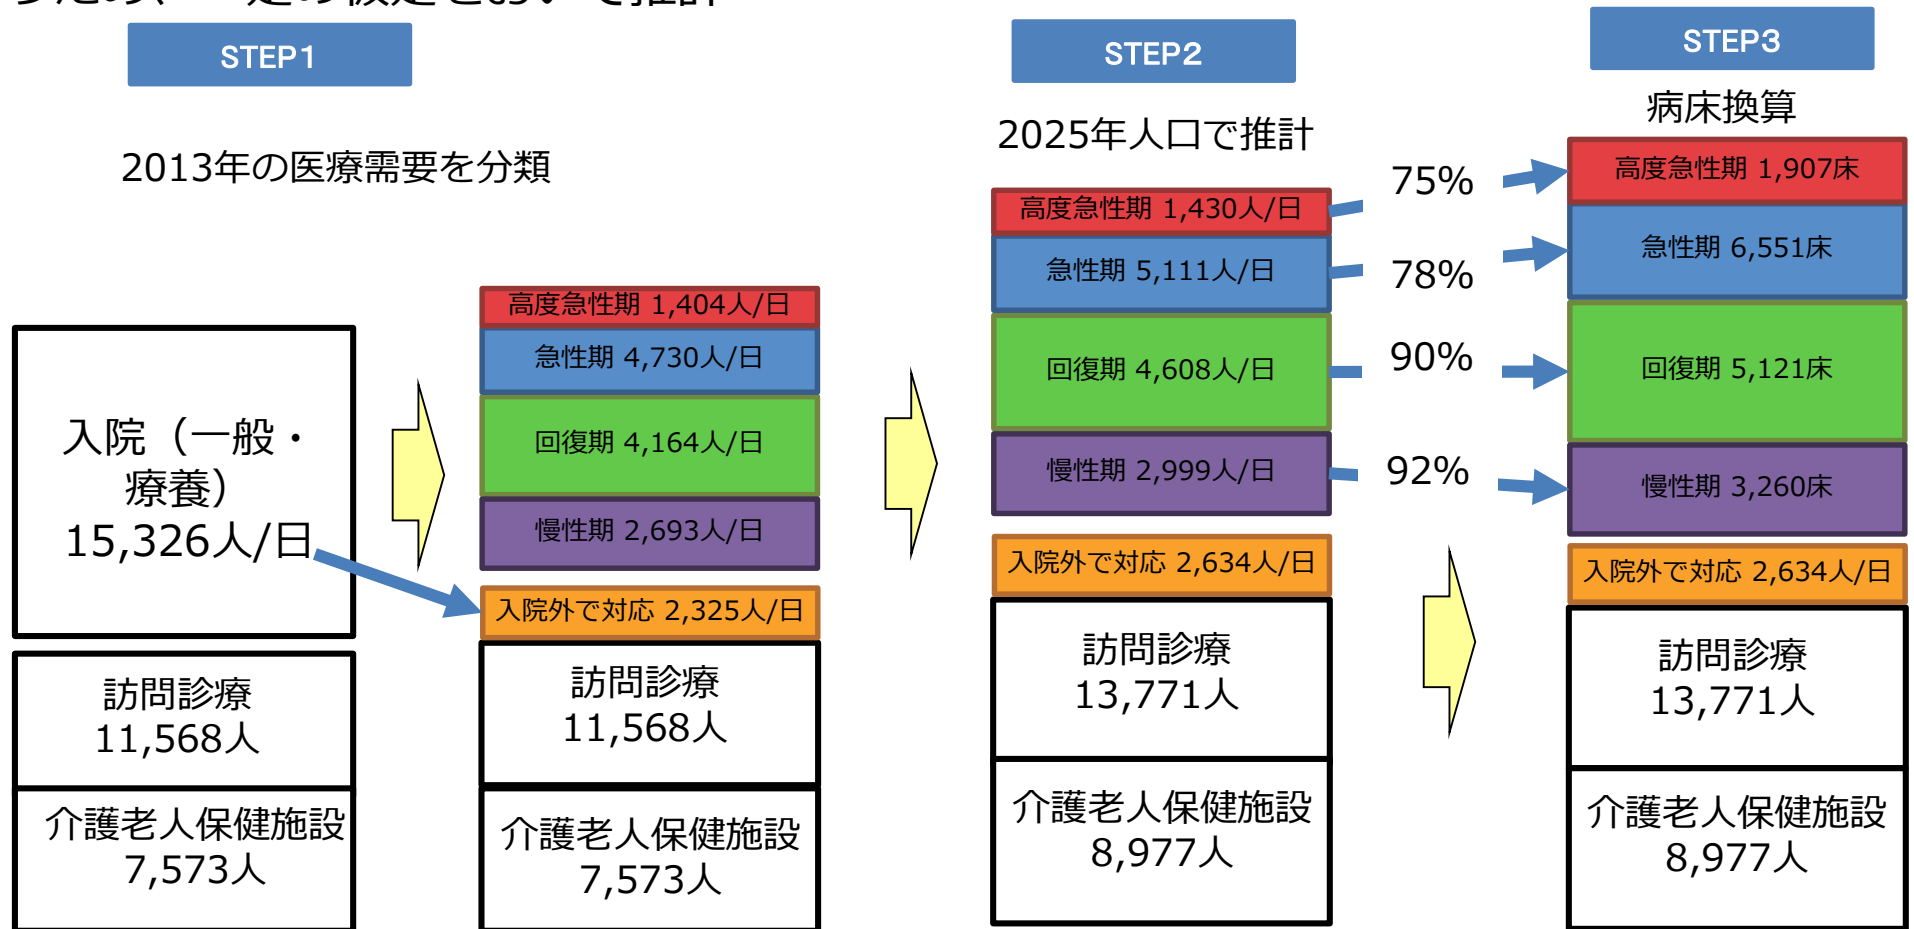 うため、一定の仮定をおいて推計
STEP1
2013年の医療需要を分類
入院（一般・
療養）
15,326人/日
訪問診療
11,568人
介護老人保健施設
7,573人
高度急性期 1,404人/日
急性期 4,730人/日
回復期 4,164人/日
慢性期 2,693人/日
入院外で対応 2,325人/日
訪問診療
11,568人
介護老人保健施設
7,573人
STEP2
2025年人口で推計
高度急性期 1,430人/日
急性期 5,111人/日
回復期 4,608人/日
慢性期 2,999人/日
入院外で対応 2,634人/日
訪問診療
13,771人
介護老人保健施設
8,977人
75%
78%
90%
92%
STEP3
病床換算
高度急性期 1,907床
急性期 6,551床
回復期 5,121床
慢性期 3,260床
入院外で対応 2,634人/日
訪問診療
13,771人
介護老人保健施設
8,977人